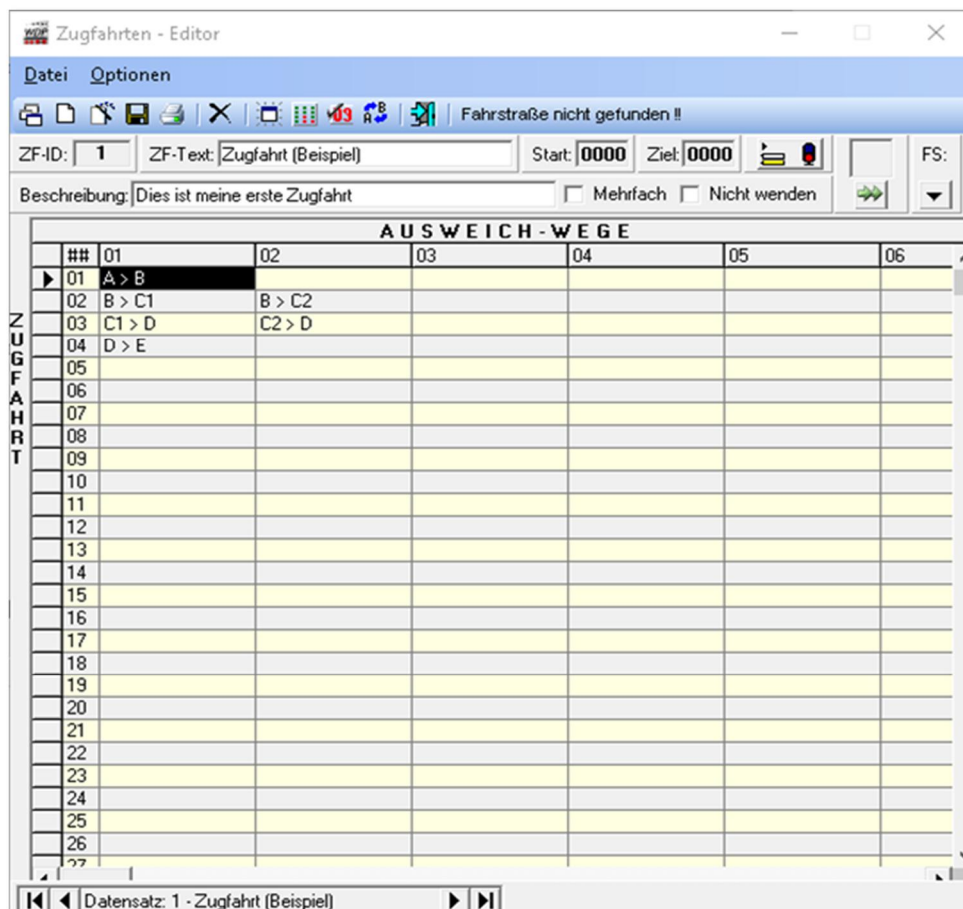 Zugfahrten - Editor
Datei Optionen
Fahrstraße nicht gefunden !!
ZF-ID: 1 ZF-Text: Zugfahrt (Beispiel) Start: 0000 Ziel: 0000 FS:
Beschreibung: Dies ist meine erste Zugfahrt Mehrfach Nicht wenden
AUSWEICH-WEGE
ZUGFAHRT
## 01 02 03 04 05 06
01 A > B
02 B > C1 B > C2
03 C1 > D C2 > D
04 D > E
05
06
07
08
09
10
11
12
13
14
15
16
17
18
19
20
21
22
23
24
25
26
27
Datensatz: 1 - Zugfahrt (Beispiel)